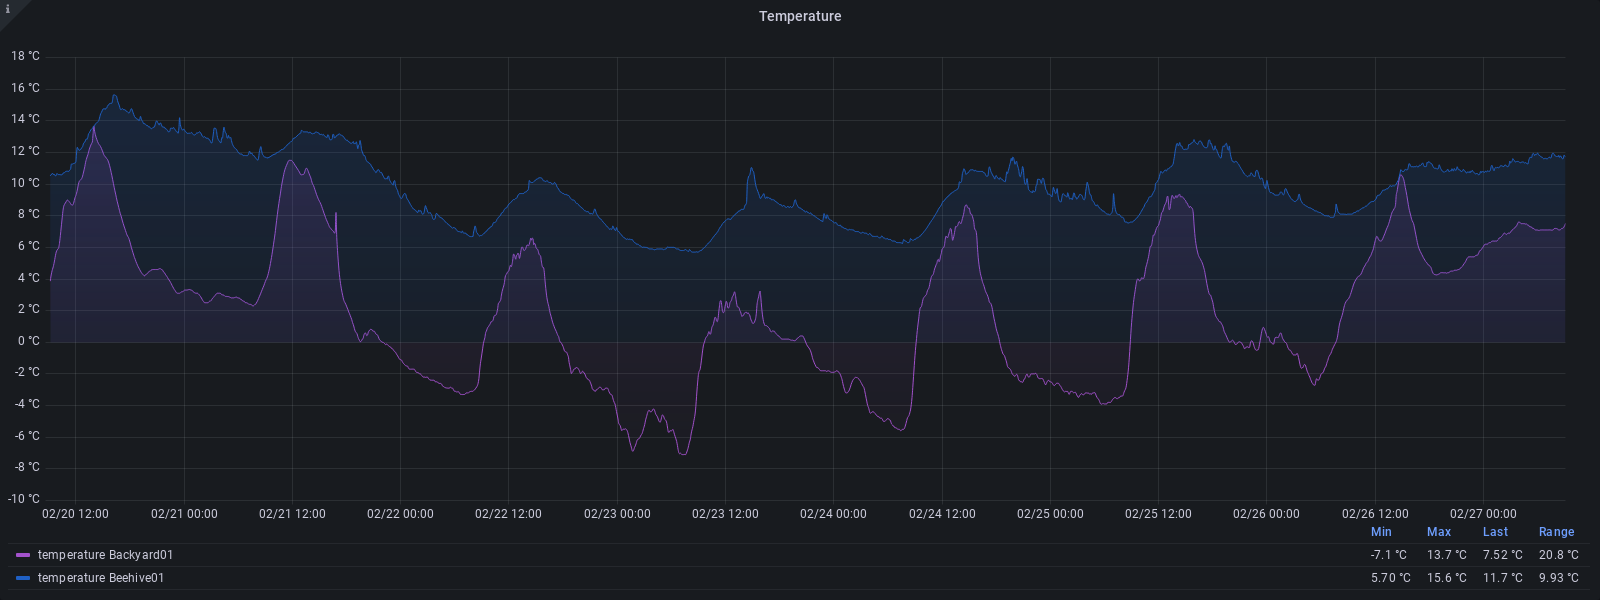 i
Temperature
18 °C
16 °C
14 °C
12 °C
10 °C
8 °C
6 °C
4 °C
2 °C
0 °C
-2 °C
-4 °C
-6 °C
-8 °C
-10 °C
02/20 12:00 02/21 00:00 02/21 12:00 02/22 00:00 02/22 12:00 02/23 00:00 02/23 12:00 02/24 00:00 02/24 12:00 02/25 00:00 02/25 12:00 02/26 00:00 02/26 12:00 02/27 00:00
Min Max Last Range
temperature Backyard01 -7.1 °C 13.7 °C 7.52 °C 20.8 °C
temperature Beehive01 5.70 °C 15.6 °C 11.7 °C 9.93 °C